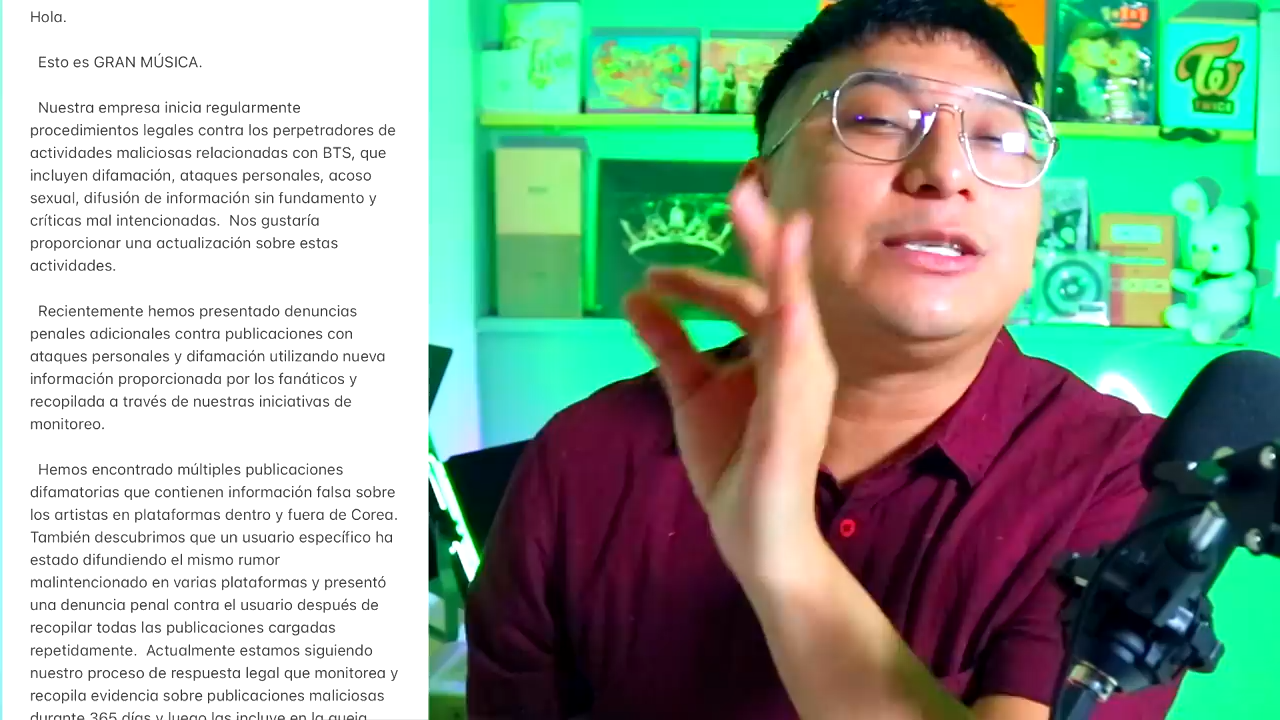 Hola.
Esto es GRAN MÚSICA.
Nuestra empresa inicia regularmente
procedimientos legales contra los perpetradores de
actividades maliciosas relacionadas con BTS, que
incluyen difamación, ataques personales, acoso
sexual, difusión de información sin fundamento y
críticas mal intencionadas.  Nos gustaría
proporcionar una actualización sobre estas
actividades.
Recientemente hemos presentado denuncias
penales adicionales contra publicaciones con
ataques personales y difamación utilizando nueva
información proporcionada por los fanáticos y
recopilada a través de nuestras iniciativas de
monitoreo.
Hemos encontrado múltiples publicaciones
difamatorias que contienen información falsa sobre
los artistas en plataformas dentro y fuera de Corea.
También descubrimos que un usuario específico ha
estado difundiendo el mismo rumor
malintencionado en varias plataformas y presentó
una denuncia penal contra el usuario después de
recopilar todas las publicaciones cargadas
repetidamente.  Actualmente estamos siguiendo
nuestro proceso de respuesta legal que monitorea y
recopila evidencia sobre publicaciones maliciosas
durante 365 días y luego las incluye en la queja
TWICE